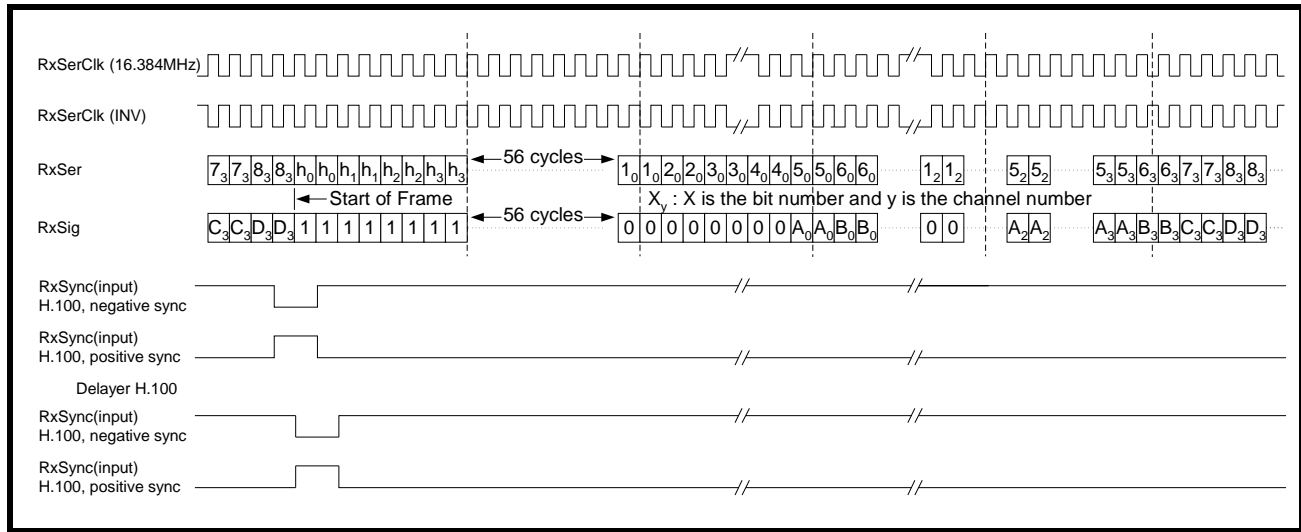 RxSerClk (16.384MHz)
RxSerClk (INV)
RxSer
7₃ 7₃ 8₃ 8₃ h₀ h₀ h₁ h₁ h₂ h₂ h₃ h₃ 56 cycles 1₀ 1₀ 2₀ 2₀ 3₀ 3₀ 4₀ 4₀ 5₀ 5₀ 6₀ 6₀ 1₂ 1₂ 5₂ 5₂ 5₃ 5₃ 6₃ 6₃ 7₃ 7₃ 8₃ 8₃
Start of Frame
X_y : X is the bit number and y is the channel number
RxSig
C₃ C₃ D₃ D₃ 1 1 1 1 1 1 1 1 56 cycles 0 0 0 0 0 0 0 0 A₀ A₀ B₀ B₀ 0 0 A₂ A₂ A₃ A₃ B₃ B₃ C₃ C₃ D₃ D₃
RxSync(input)
H.100, negative sync
RxSync(input)
H.100, positive sync
Delayer H.100
RxSync(input)
H.100, negative sync
RxSync(input)
H.100, positive sync